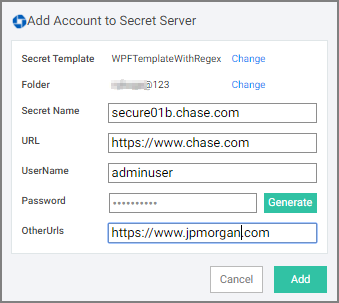 Add Account to Secret Server
Secret Template WPFTemplateWithRegex Change
Folder @123 Change
Secret Name secure01b.chase.com
URL https://www.chase.com
UserName adminuser
Password •••••••••• Generate
OtherUrls https://www.jpmorgan.com
Cancel Add